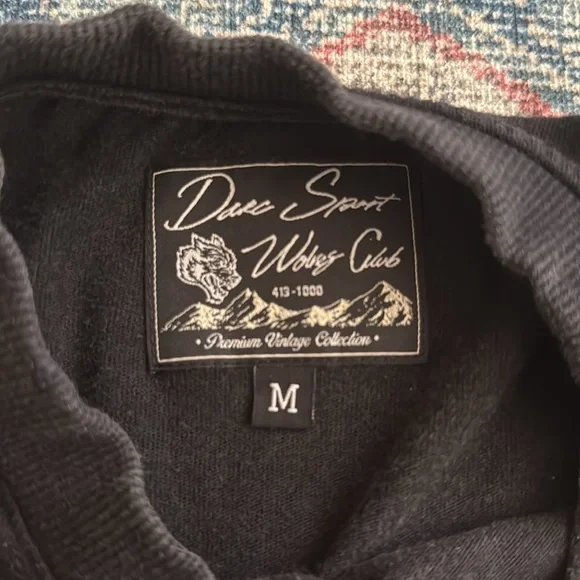 Darc Sport
Wolves Club
413-1000
• Premium Vintage Collection •
M